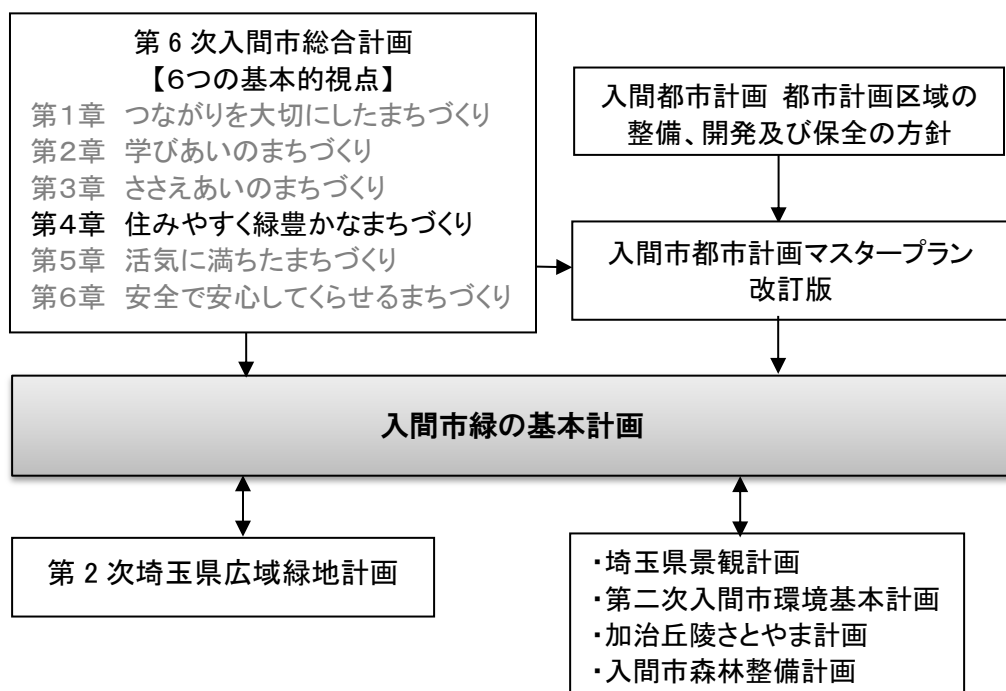 第6次入間市総合計画
【6つの基本的視点】
第1章 つながりを大切にしたまちづくり
第2章 学びあいのまちづくり
第3章 ささえあいのまちづくり
第4章 住みやすく緑豊かなまちづくり
第5章 活気に満ちたまちづくり
第6章 安全で安心してくらせるまちづくり
入間都市計画 都市計画区域の
整備、開発及び保全の方針
入間市都市計画マスタープラン
改訂版
入間市緑の基本計画
第2次埼玉県広域緑地計画
・埼玉県景観計画
・第二次入間市環境基本計画
・加治丘陵さとやま計画
・入間市森林整備計画